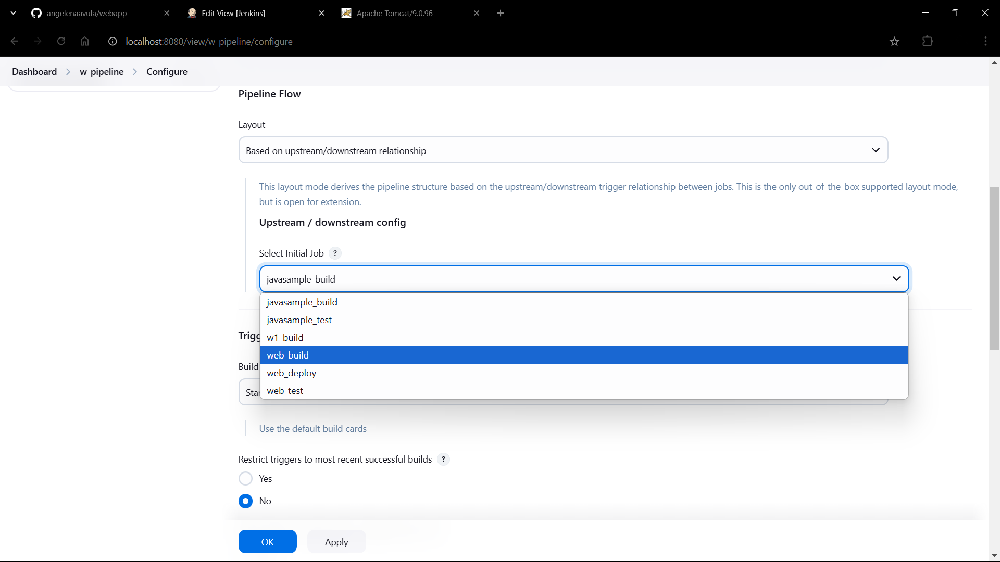 angelenaavula/webapp
Edit View [Jenkins]
Apache Tomcat/9.0.96
localhost:8080/view/w_pipeline/configure
Dashboard
w_pipeline
Configure
Pipeline Flow
Layout
Based on upstream/downstream relationship
This layout mode derives the pipeline structure based on the upstream/downstream trigger relationship between jobs. This is the only out-of-the-box supported layout mode,
but is open for extension.
Upstream / downstream config
Select Initial Job ?
javasample_build
javasample_build
javasample_test
w1_build
web_build
web_deploy
web_test
Trigg
Build
Sta
Use the default build cards
Restrict triggers to most recent successful builds ?
Yes
No
OK
Apply